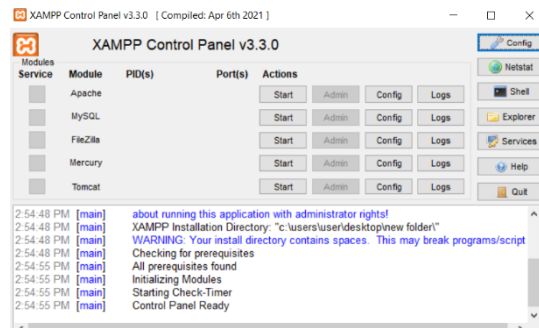 XAMPP Control Panel v3.3.0 [ Compiled: Apr 6th 2021 ]
XAMPP Control Panel v3.3.0
Config
Modules
Service Module PID(s) Port(s) Actions
Netstat
Apache Start Admin Config Logs
Shell
MySQL Start Admin Config Logs
Explorer
FileZilla Start Admin Config Logs
Services
Mercury Start Admin Config Logs
Help
Tomcat Start Admin Config Logs
Quit
2:54:48 PM [main] about running this application with administrator rights!
2:54:48 PM [main] XAMPP Installation Directory: "c:\users\user\desktop\new folder\"
2:54:48 PM [main] WARNING: Your install directory contains spaces. This may break programs/script
2:54:48 PM [main] Checking for prerequisites
2:54:55 PM [main] All prerequisites found
2:54:55 PM [main] Initializing Modules
2:54:55 PM [main] Starting Check-Timer
2:54:55 PM [main] Control Panel Ready